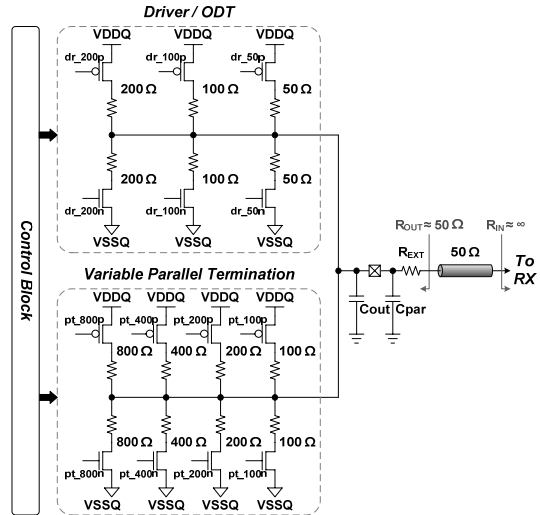 Driver / ODT
VDDQ VDDQ VDDQ
dr_200p dr_100p dr_50p
200 Ω 100 Ω 50 Ω
200 Ω 100 Ω 50 Ω
dr_200n dr_100n dr_50n
VSSQ VSSQ VSSQ
Control Block
Variable Parallel Termination
VDDQ VDDQ VDDQ VDDQ
pt_800p pt_400p pt_200p pt_100p
800 Ω 400 Ω 200 Ω 100 Ω
800 Ω 400 Ω 200 Ω 100 Ω
pt_800n pt_400n pt_200n pt_100n
VSSQ VSSQ VSSQ VSSQ
ROUT ≈ 50 Ω RIN ≈ ∞
REXT 50 Ω To
RX
Cout Cpar